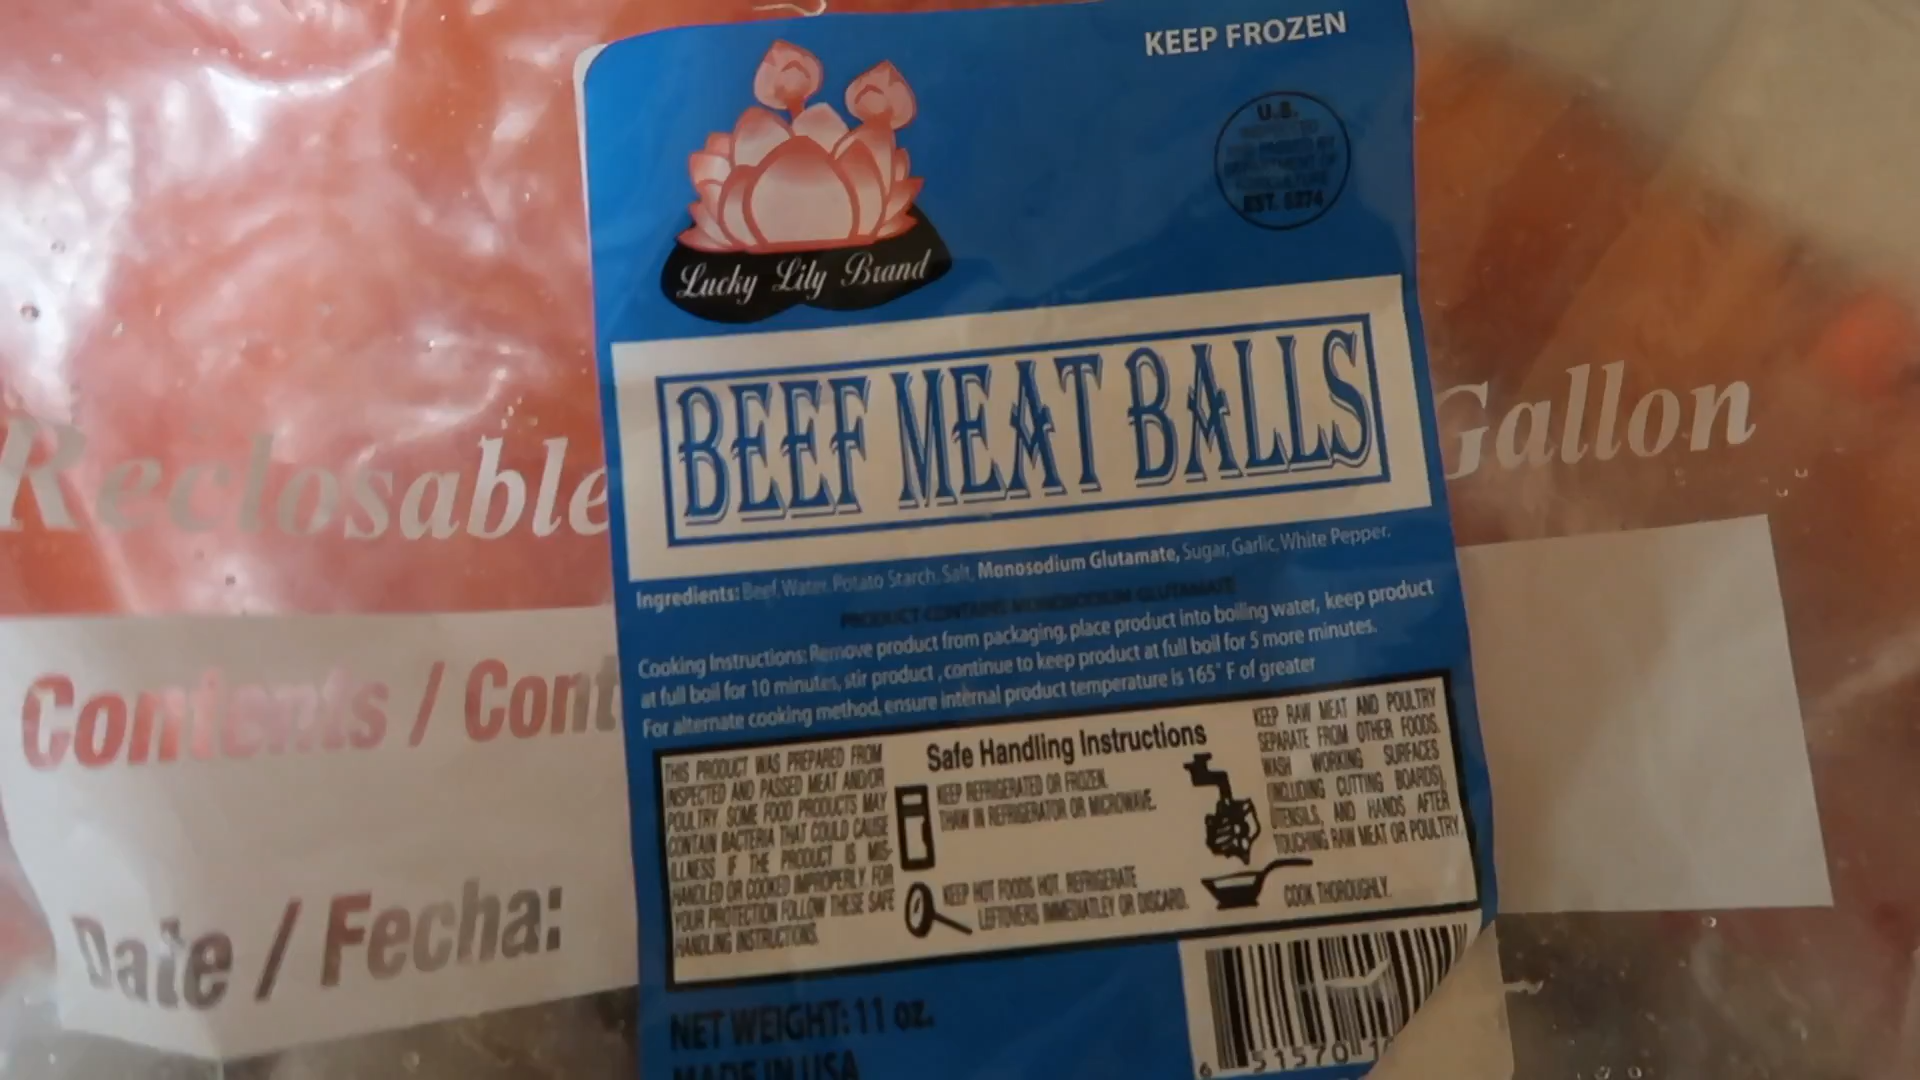 KEEP FROZEN
U.S.
EST.
Lucky Lily Brand
BEEF MEAT BALLS
Reclosable
Gallon
Ingredients: Beef, Water, Potato Starch, Salt, Monosodium Glutamate, Sugar, Garlic, White Pepper.
PRODUCT CONTAINS MONOSODIUM GLUTAMATE
Cooking Instructions: Remove product from packaging, place product into boiling water, keep product
at full boil for 10 minutes, stir product , continue to keep product at full boil for 5 more minutes.
For alternate cooking method, ensure internal product temperature is 165° F of greater
Contents / Cont
Safe Handling Instructions
THIS PRODUCT WAS PREPARED FROM
INSPECTED AND PASSED MEAT AND/OR
POULTRY. SOME FOOD PRODUCTS MAY
CONTAIN BACTERIA THAT COULD CAUSE
ILLNESS IF THE PRODUCT IS MIS-
HANDLED OR COOKED IMPROPERLY. FOR
YOUR PROTECTION FOLLOW THESE SAFE
HANDLING INSTRUCTIONS.
KEEP REFRIGERATED OR FROZEN.
THAW IN REFRIGERATOR OR MICROWAVE.
KEEP HOT FOODS HOT. REFRIGERATE
LEFTOVERS IMMEDIATLEY OR DISCARD.
KEEP RAW MEAT AND POULTRY
SEPARATE FROM OTHER FOODS.
WASH WORKING SURFACES
(INCLUDING CUTTING BOARDS),
UTENSILS, AND HANDS AFTER
TOUCHING RAW MEAT OR POULTRY.
COOK THOROUGHLY.
Date / Fecha:
NET WEIGHT: 11 oz.
MADE IN USA
6 51570